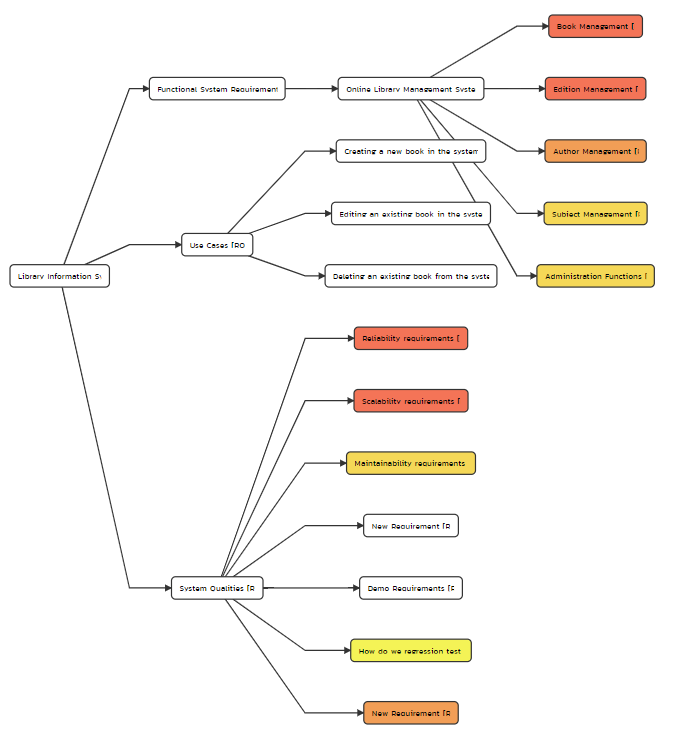 Book Management [
Functional System Requirement
Online Library Management Syste
Edition Management [
Creating a new book in the system
Author Management [
Editing an existing book in the syste
Subject Management [
Use Cases [RO
Library Information Sy
Deleting an existing book from the syste
Administration Functions [
Reliability requirements [
Scalability requirements [
Maintainability requirements
New Requirement [R
System Qualities [R
Demo Requirements [F
How do we regression test
New Requirement [R